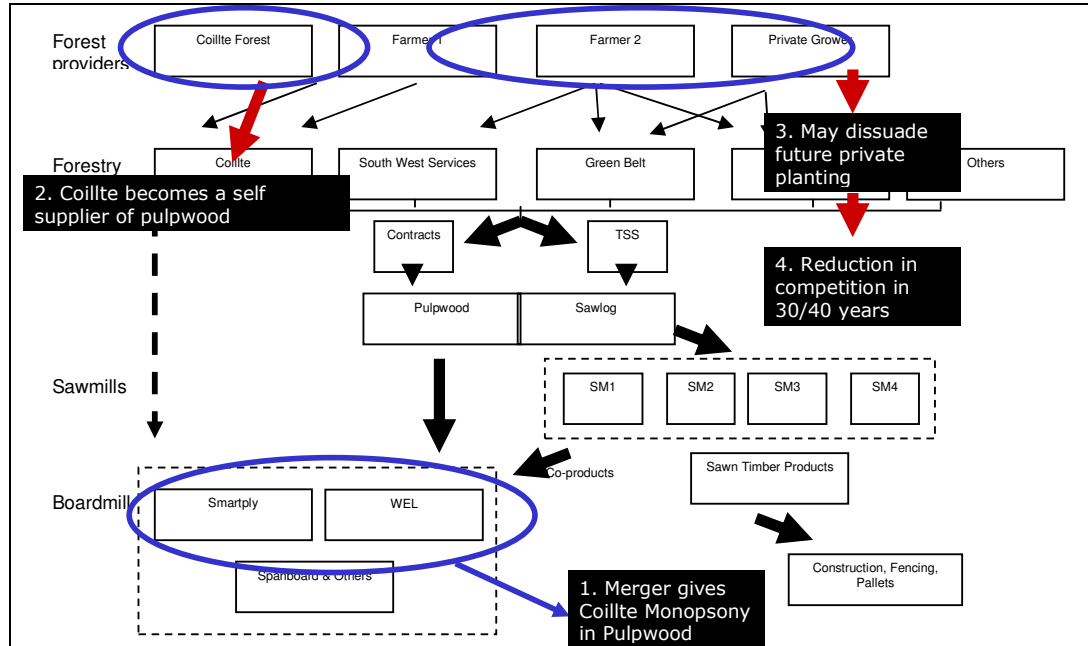 Forest
providers
Coillte Forest
Farmer 1
Farmer 2
Private Grower
Forestry
Coillte
South West Services
Green Belt
Others
3. May dissuade
future private
planting
2. Coillte becomes a self
supplier of pulpwood
Contracts
TSS
4. Reduction in
competition in
30/40 years
Pulpwood
Sawlog
Sawmills
SM1
SM2
SM3
SM4
Co-products
Sawn Timber Products
Boardmill
Smartply
WEL
Spanboard & Others
Construction, Fencing,
Pallets
1. Merger gives
Coillte Monopsony
in Pulpwood